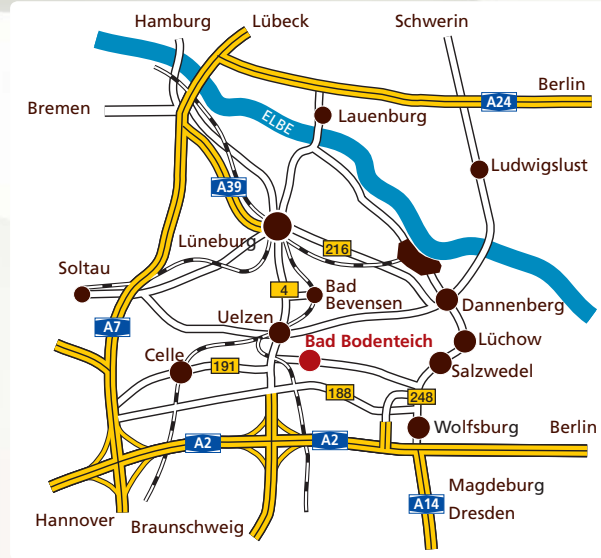 Hamburg
Lübeck
Schwerin
Berlin
A24
Bremen
Lauenburg
ELBE
Ludwigslust
A39
Lüneburg
216
Soltau
4
Bad
Bevensen
Dannenberg
Uelzen
A7
Bad Bodenteich
Lüchow
Celle
191
Salzwedel
188
248
Wolfsburg
Berlin
A2
A2
Magdeburg
A14
Dresden
Hannover
Braunschweig